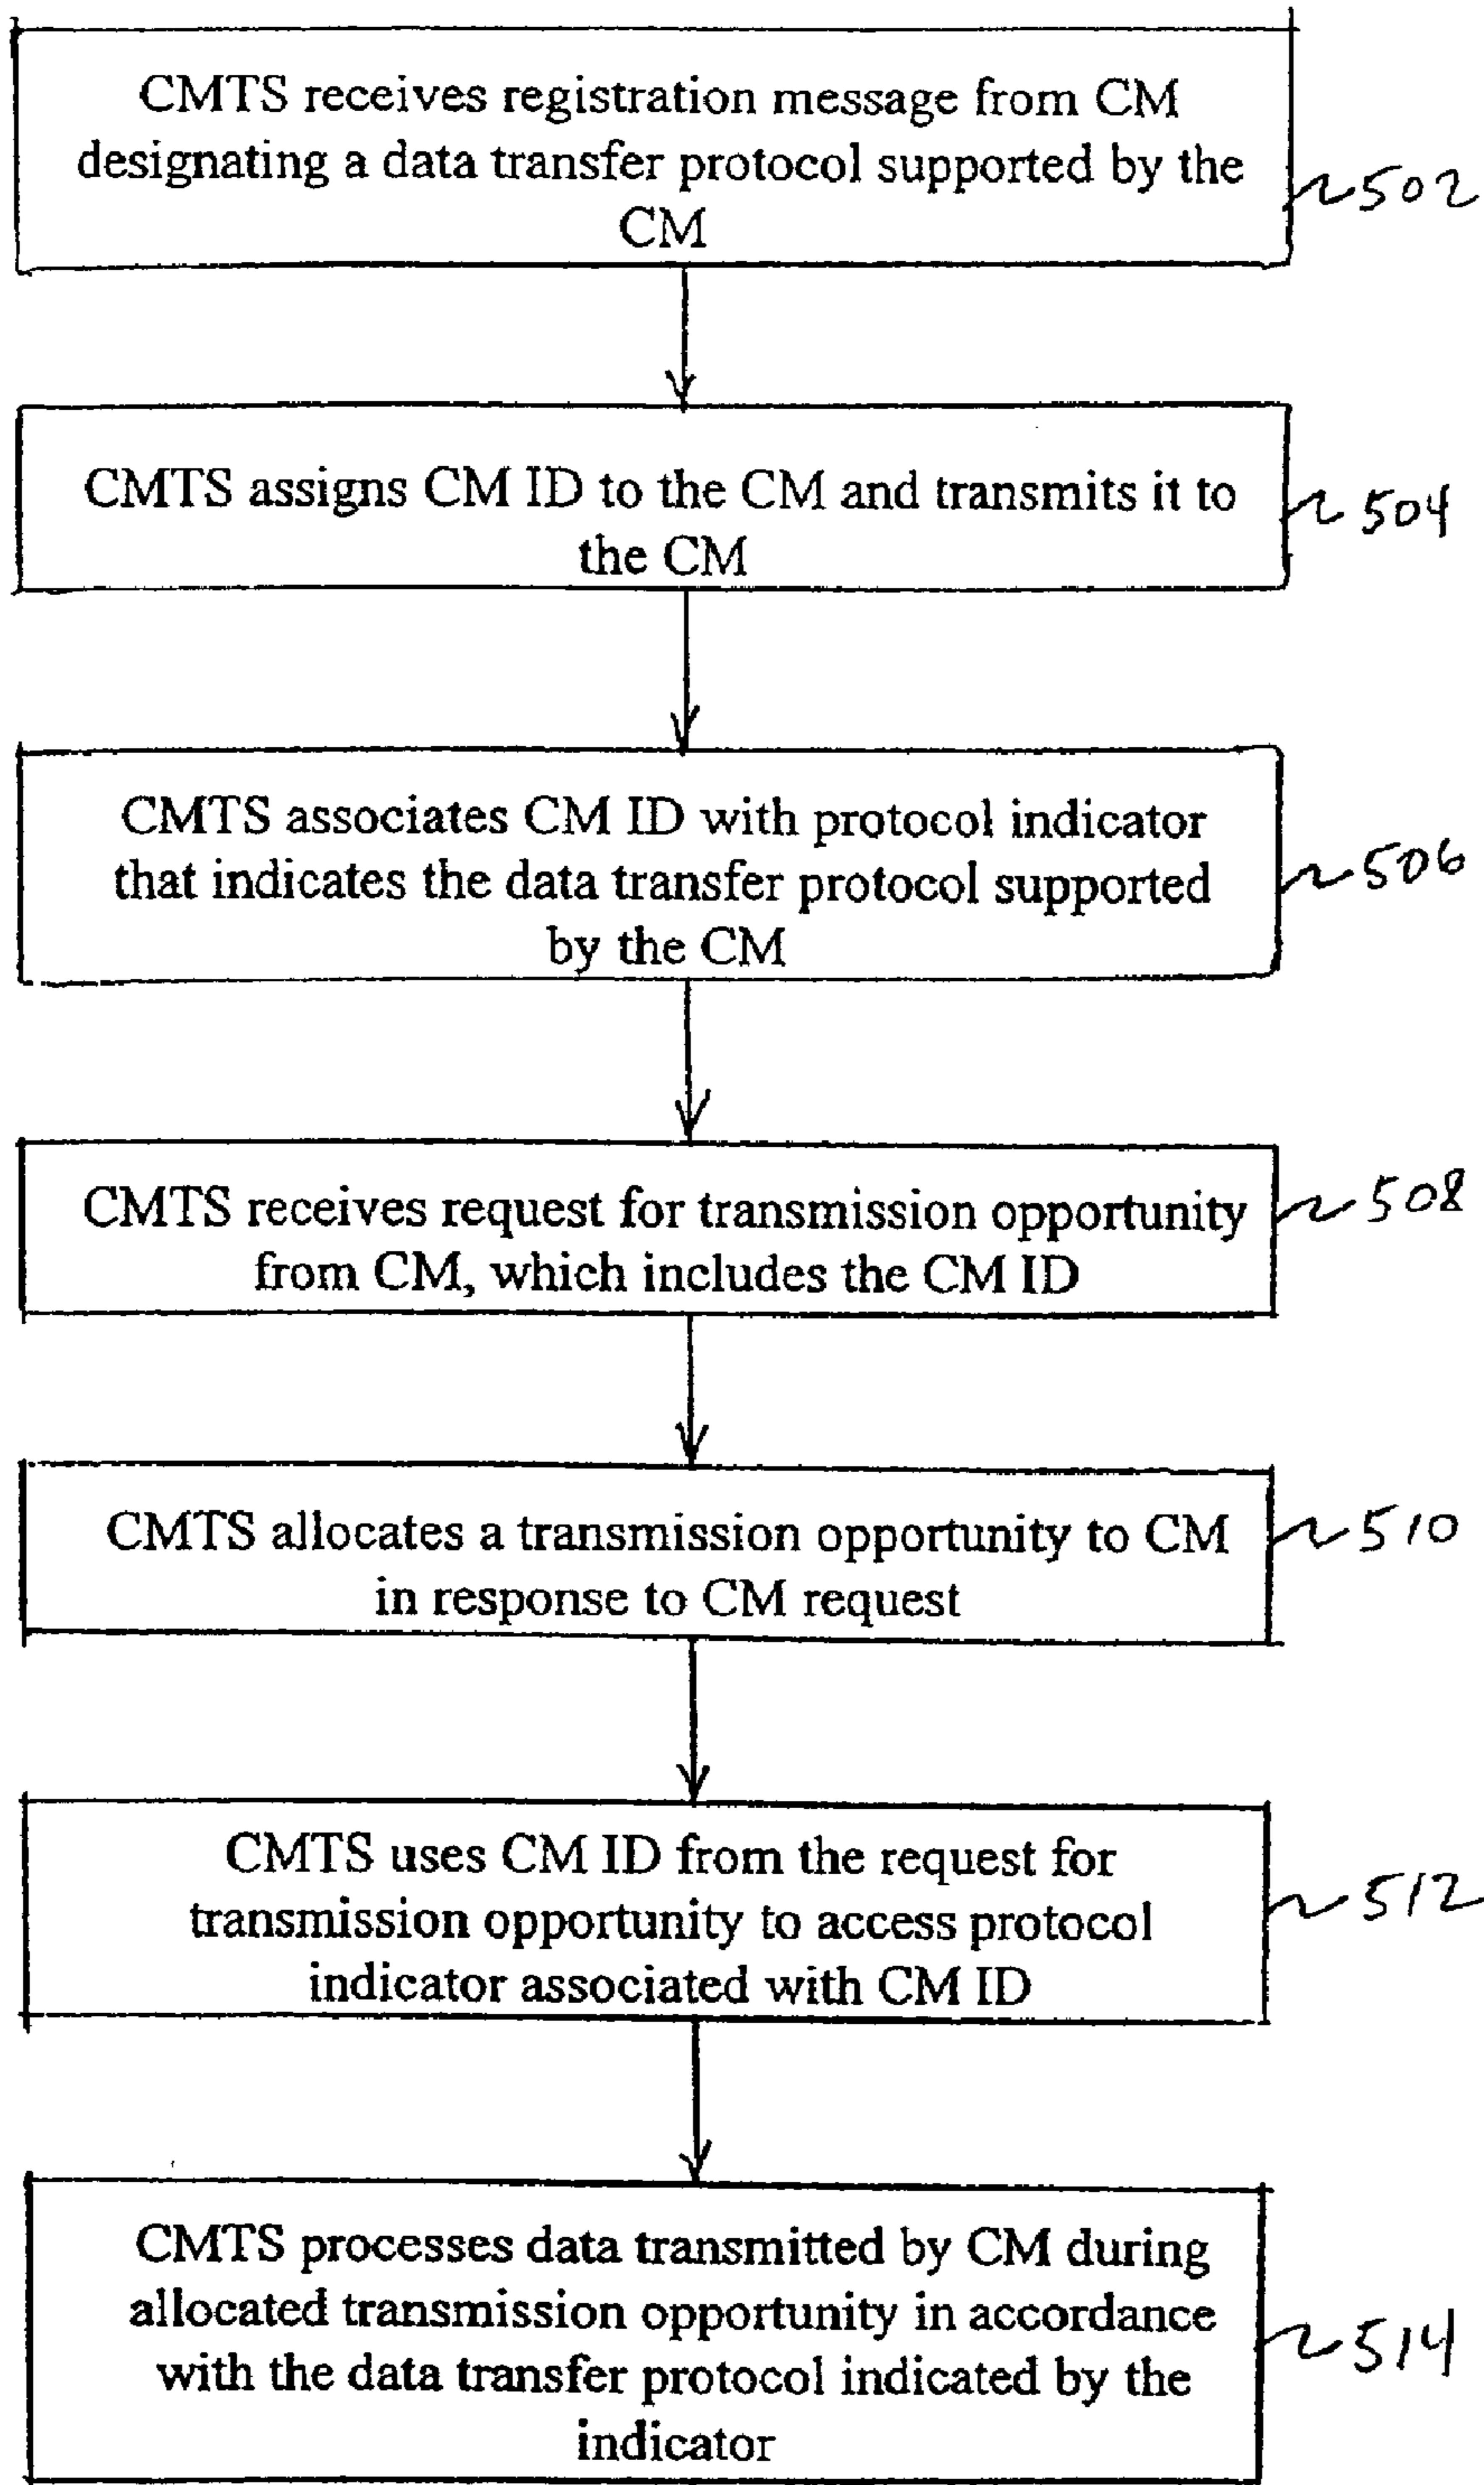 CMTS receives registration message from CM
designating a data transfer protocol supported by the
CM
502
CMTS assigns CM ID to the CM and transmits it to
the CM
504
CMTS associates CM ID with protocol indicator
that indicates the data transfer protocol supported
by the CM
506
CMTS receives request for transmission opportunity
from CM, which includes the CM ID
508
CMTS allocates a transmission opportunity to CM
in response to CM request
510
CMTS uses CM ID from the request for
transmission opportunity to access protocol
indicator associated with CM ID
512
CMTS processes data transmitted by CM during
allocated transmission opportunity in accordance
with the data transfer protocol indicated by the
indicator
514